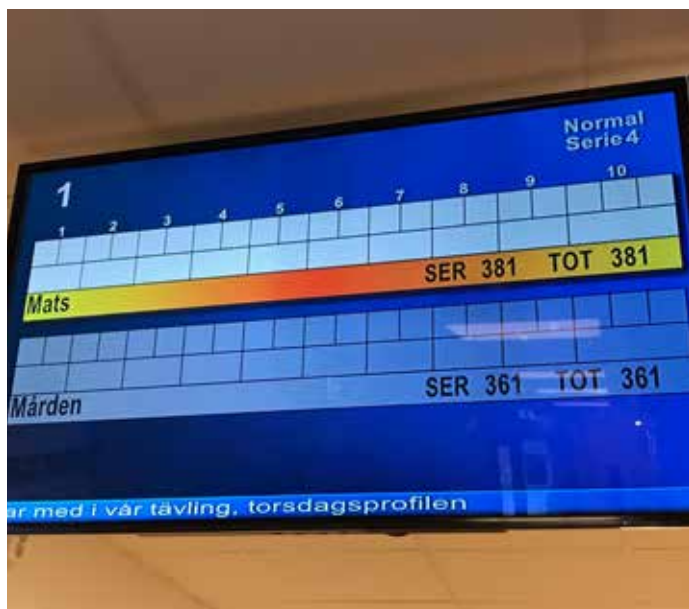 Normal
Serie 4
1
1 2 3 4 5 6 7 8 9 10
Mats SER 381 TOT 381
Mården SER 361 TOT 361
ar med i vår tävling, torsdagsprofilen